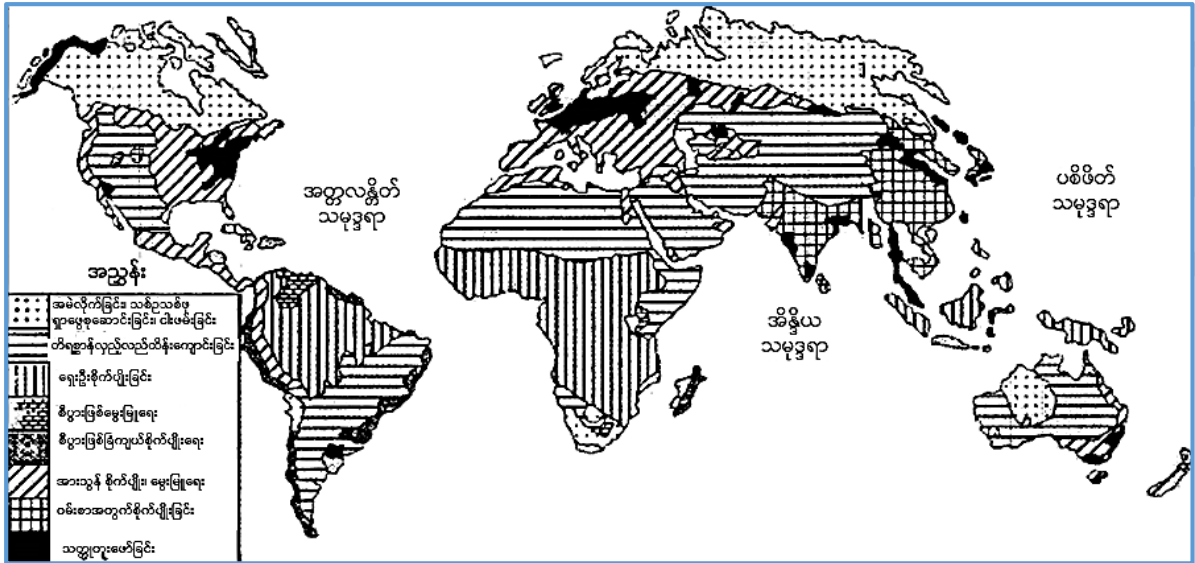 အတ္တလန္တိတ်
သမုဒ္ဒရာ
ပစိဖိတ်
သမုဒ္ဒရာ
အိန္ဒိယ
သမုဒ္ဒရာ
အညွှန်း
အမဲလိုက်ခြင်း၊ သစ်ဥသစ်ဖု
ရှာဖွေစုဆောင်းခြင်း၊ ငါးဖမ်းခြင်း
တိရစ္ဆာန်လှည့်လည်ထိန်းကျောင်းခြင်း
ရှေးဦးစိုက်ပျိုးခြင်း
စီပွားဖြစ်မွေးမြူရေး
စီပွားဖြစ်ခြံကျယ်စိုက်ပျိုးရေး
အားသွန် စိုက်ပျိုး၊ မွေးမြူရေး
ဝမ်းစာအတွက်စိုက်ပျိုးခြင်း
သတ္တုတူးဖော်ခြင်း